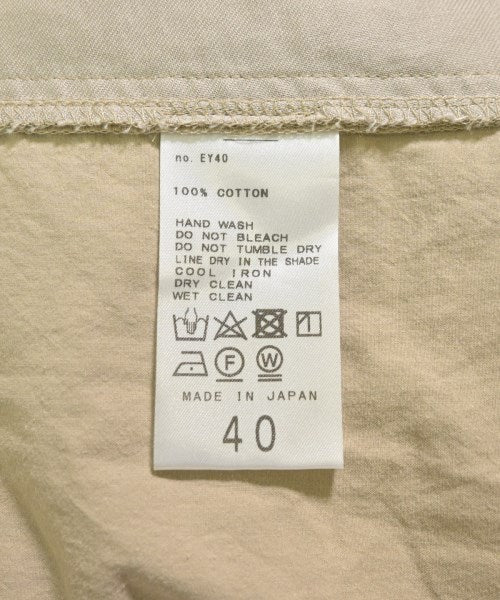 no. EY40
100% COTTON
HAND WASH
DO NOT BLEACH
DO NOT TUMBLE DRY
LINE DRY IN THE SHADE
COOL IRON
DRY CLEAN
WET CLEAN
F W
MADE IN JAPAN
40